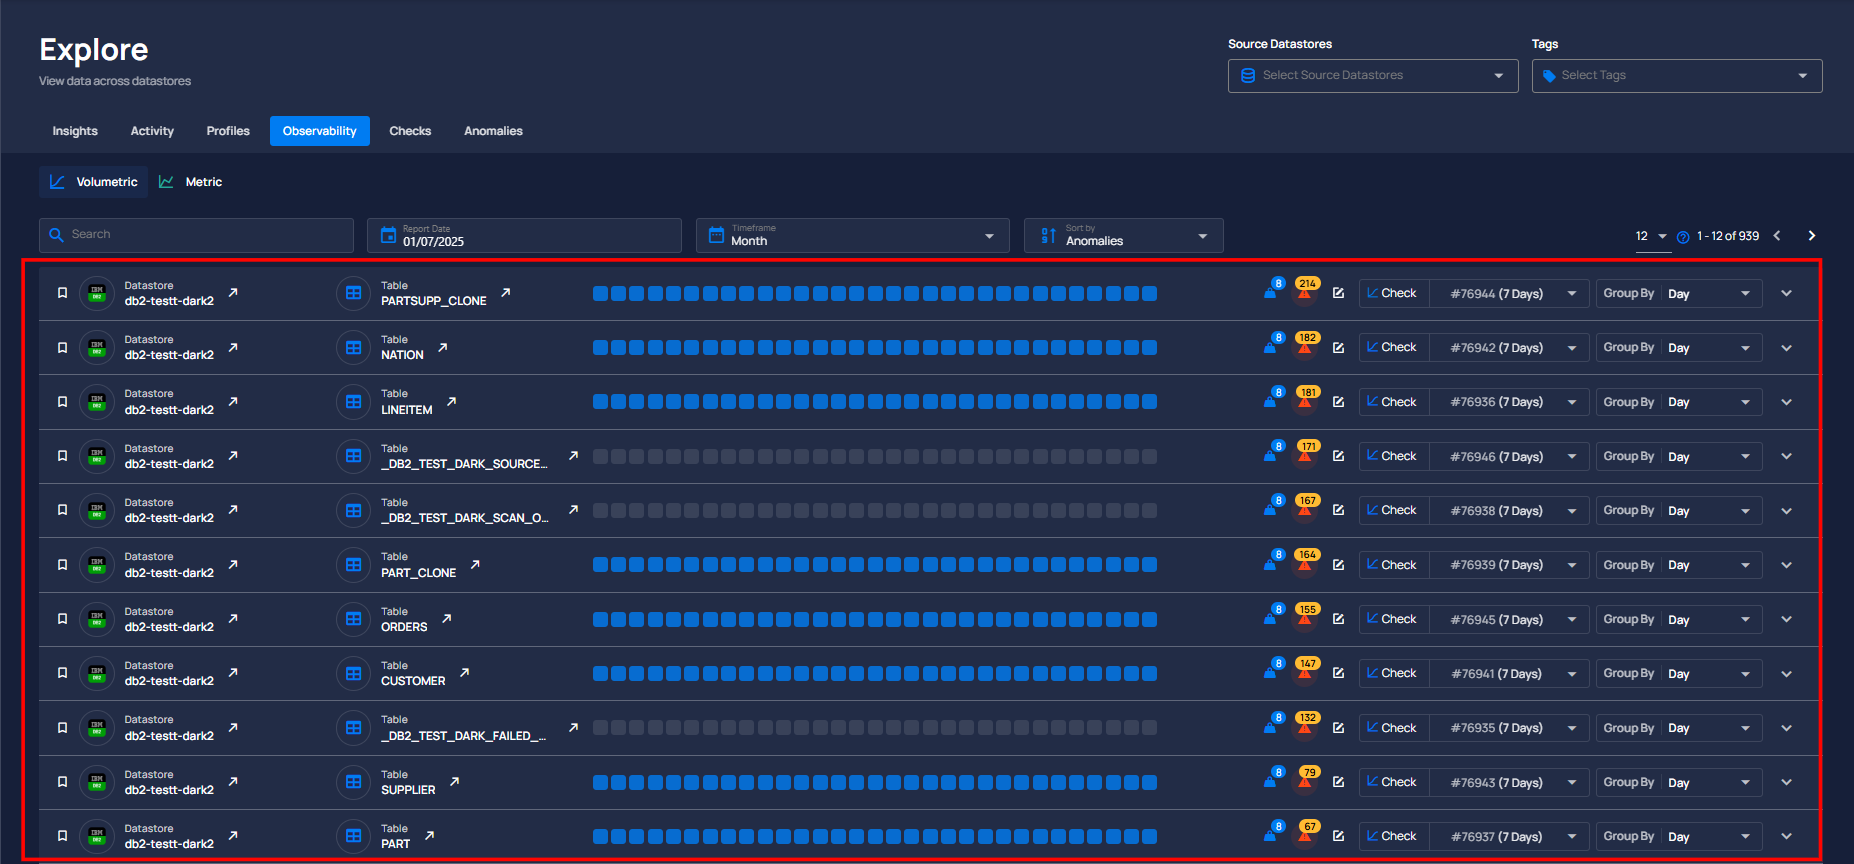 Explore
View data across datastores
Source Datastores
Select Source Datastores
Tags
Select Tags
Insights Activity Profiles Observability Checks Anomalies
Volumetric Metric
Search
Report Date
01/07/2025
Timeframe
Month
Sort by
Anomalies
12 1 - 12 of 939
Datastore
db2-testt-dark2
Table
PARTSUPP_CLONE
8 214 Check #76944 (7 Days) Group By Day
Datastore
db2-testt-dark2
Table
NATION
8 182 Check #76942 (7 Days) Group By Day
Datastore
db2-testt-dark2
Table
LINEITEM
8 181 Check #76936 (7 Days) Group By Day
Datastore
db2-testt-dark2
Table
_DB2_TEST_DARK_SOURCE...
8 171 Check #76946 (7 Days) Group By Day
Datastore
db2-testt-dark2
Table
_DB2_TEST_DARK_SCAN_O...
8 167 Check #76938 (7 Days) Group By Day
Datastore
db2-testt-dark2
Table
PART_CLONE
8 164 Check #76939 (7 Days) Group By Day
Datastore
db2-testt-dark2
Table
ORDERS
8 155 Check #76945 (7 Days) Group By Day
Datastore
db2-testt-dark2
Table
CUSTOMER
8 147 Check #76941 (7 Days) Group By Day
Datastore
db2-testt-dark2
Table
_DB2_TEST_DARK_FAILED_...
8 132 Check #76935 (7 Days) Group By Day
Datastore
db2-testt-dark2
Table
SUPPLIER
8 79 Check #76943 (7 Days) Group By Day
Datastore
db2-testt-dark2
Table
PART
8 67 Check #76937 (7 Days) Group By Day